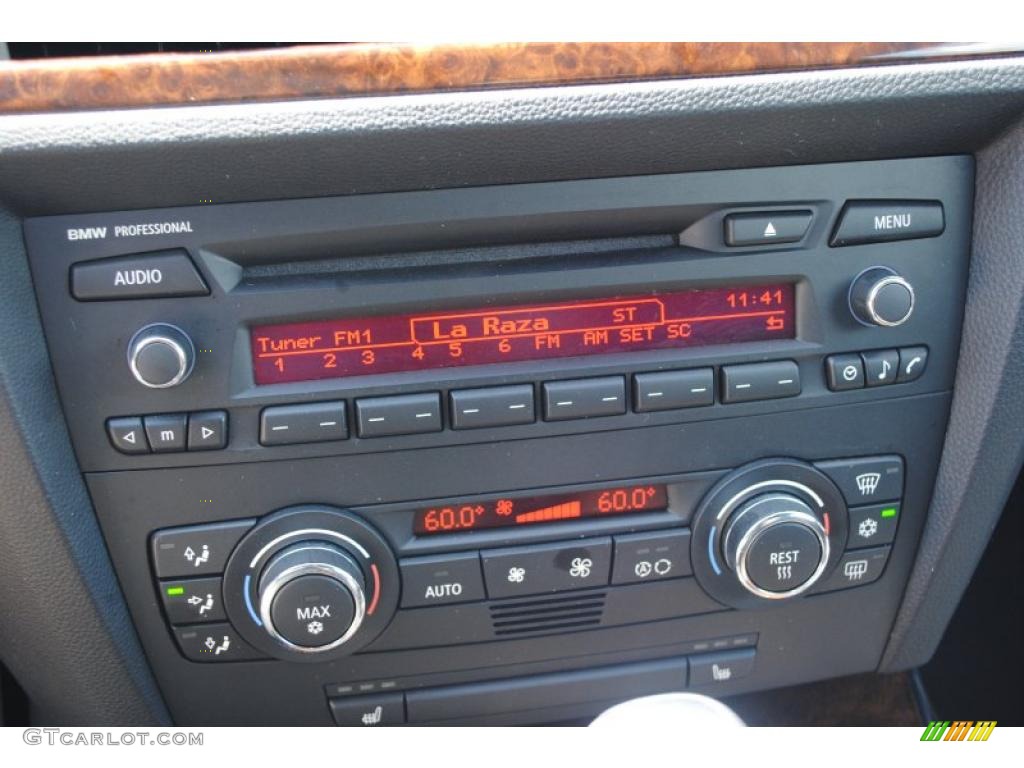 BMW PROFESSIONAL
AUDIO
MENU
11:41
La Raza ST
Tuner FM1
1 2 3 4 5 6 FM AM SET SC
m
60.0° 60.0°
AUTO
A
MAX
REST
GTCARLOT.COM